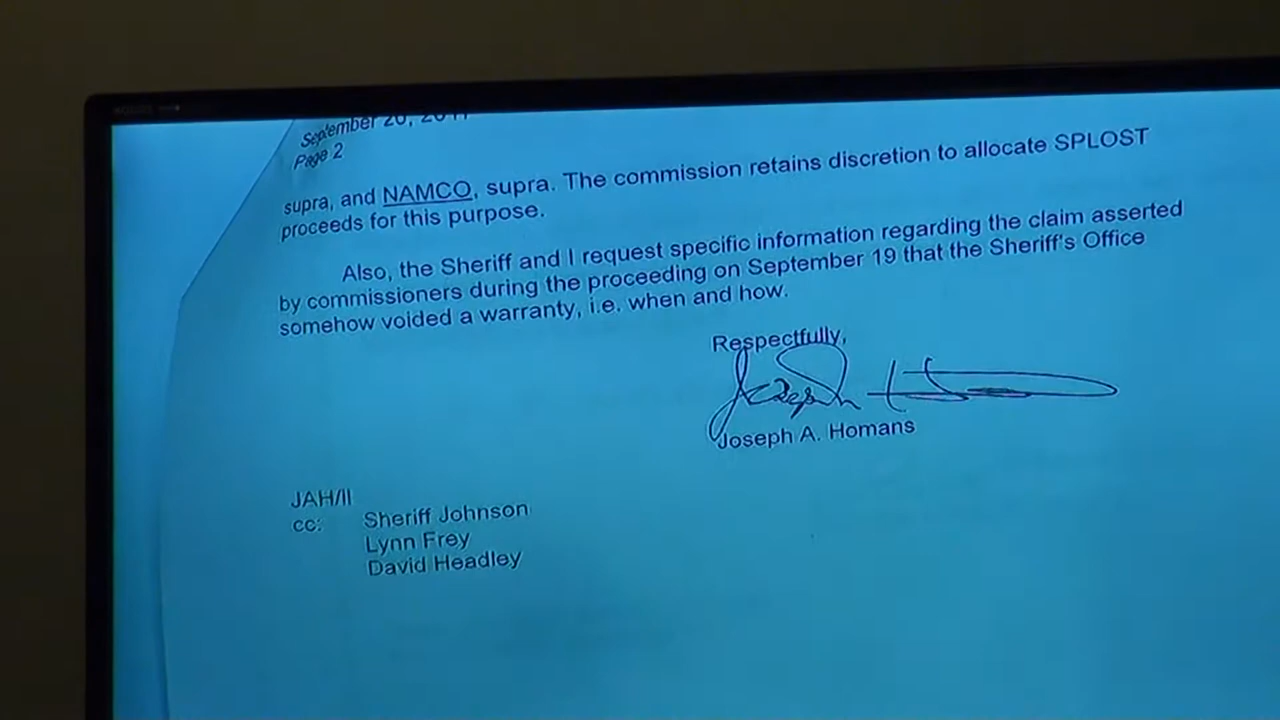 September 20,
Page 2
supra, and NAMCO, supra. The commission retains discretion to allocate SPLOST
proceeds for this purpose.
Also, the Sheriff and I request specific information regarding the claim asserted
by commissioners during the proceeding on September 19 that the Sheriff's Office
somehow voided a warranty, i.e. when and how.
Respectfully,
Joseph A. Homans
JAH/ll
cc: Sheriff Johnson
Lynn Frey
David Headley